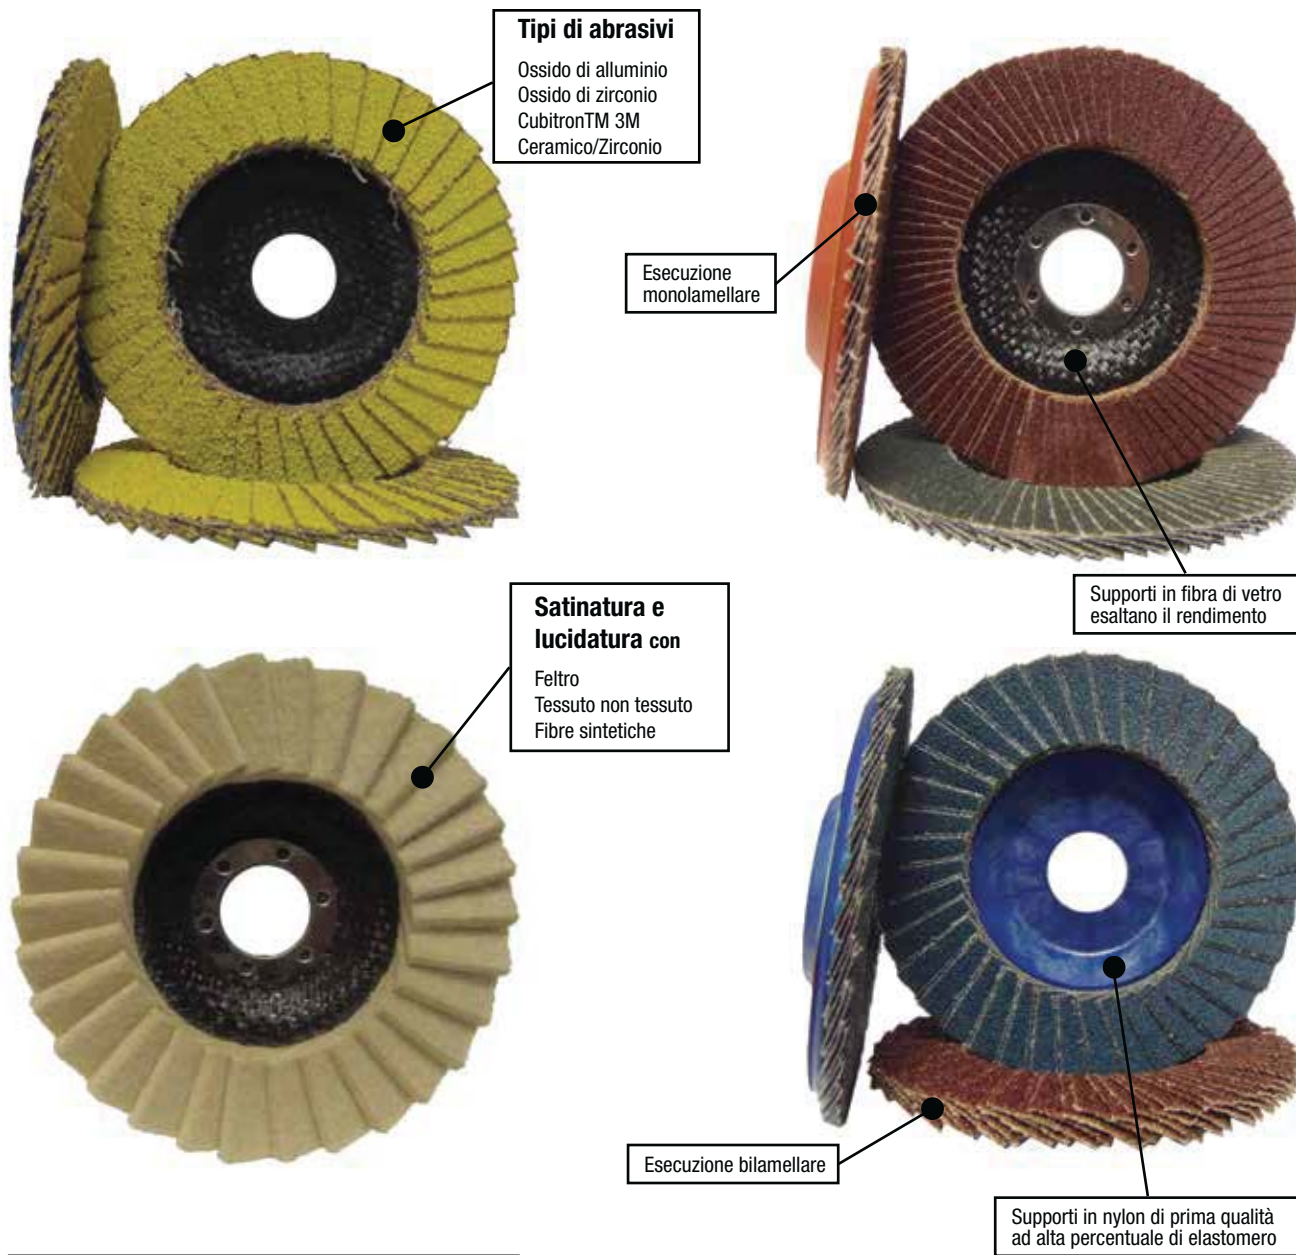 Tipi di abrasivi
Ossido di alluminio
Ossido di zirconio
CubitronTM 3M
Ceramico/Zirconio
Esecuzione
monolamellare
Supporti in fibra di vetro
esaltano il rendimento
Satinatura e
lucidatura con
Feltro
Tessuto non tessuto
Fibre sintetiche
Esecuzione bilamellare
Supporti in nylon di prima qualità
ad alta percentuale di elastomero